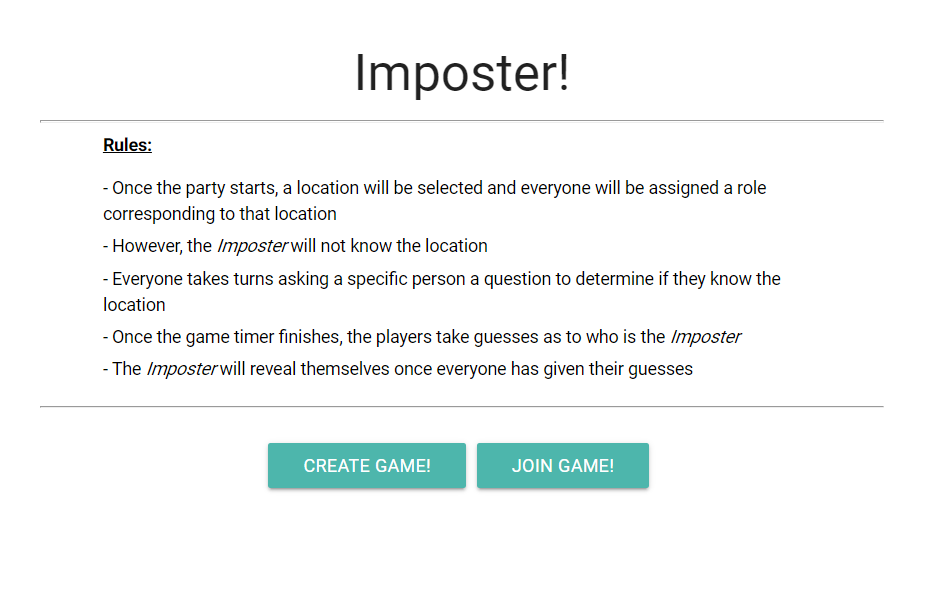 Imposter!
Rules:
- Once the party starts, a location will be selected and everyone will be assigned a role
corresponding to that location
- However, the Imposter will not know the location
- Everyone takes turns asking a specific person a question to determine if they know the
location
- Once the game timer finishes, the players take guesses as to who is the Imposter
- The Imposter will reveal themselves once everyone has given their guesses
CREATE GAME! JOIN GAME!